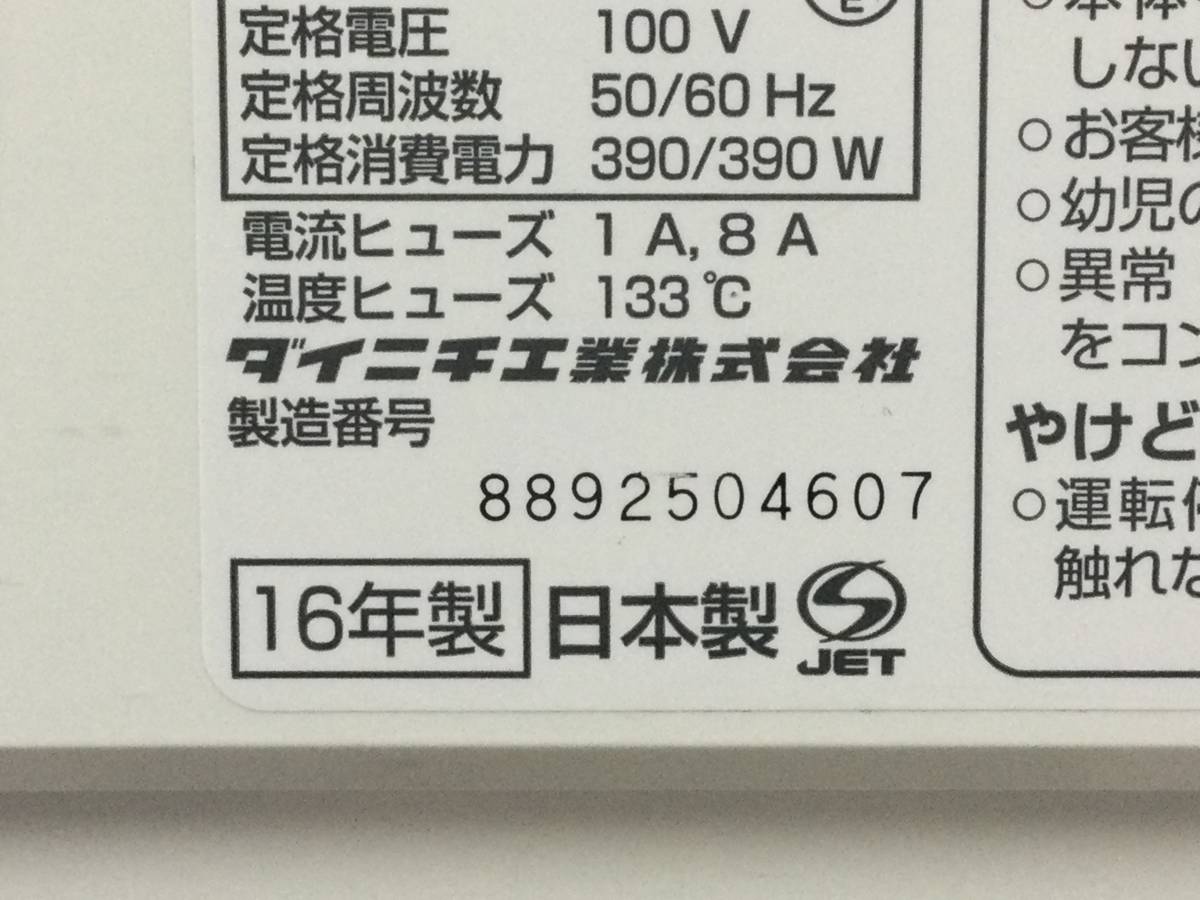 定格電圧 100 V
定格周波数 50/60 Hz
定格消費電力 390/390 W
電流ヒューズ 1 A, 8 A
温度ヒューズ 133℃
ダイニチ工業株式会社
製造番号
8892504607
16年製 日本製 JET
しない
○お客様
○幼児の
○異常
をコン
やけど
○運転停
触れな